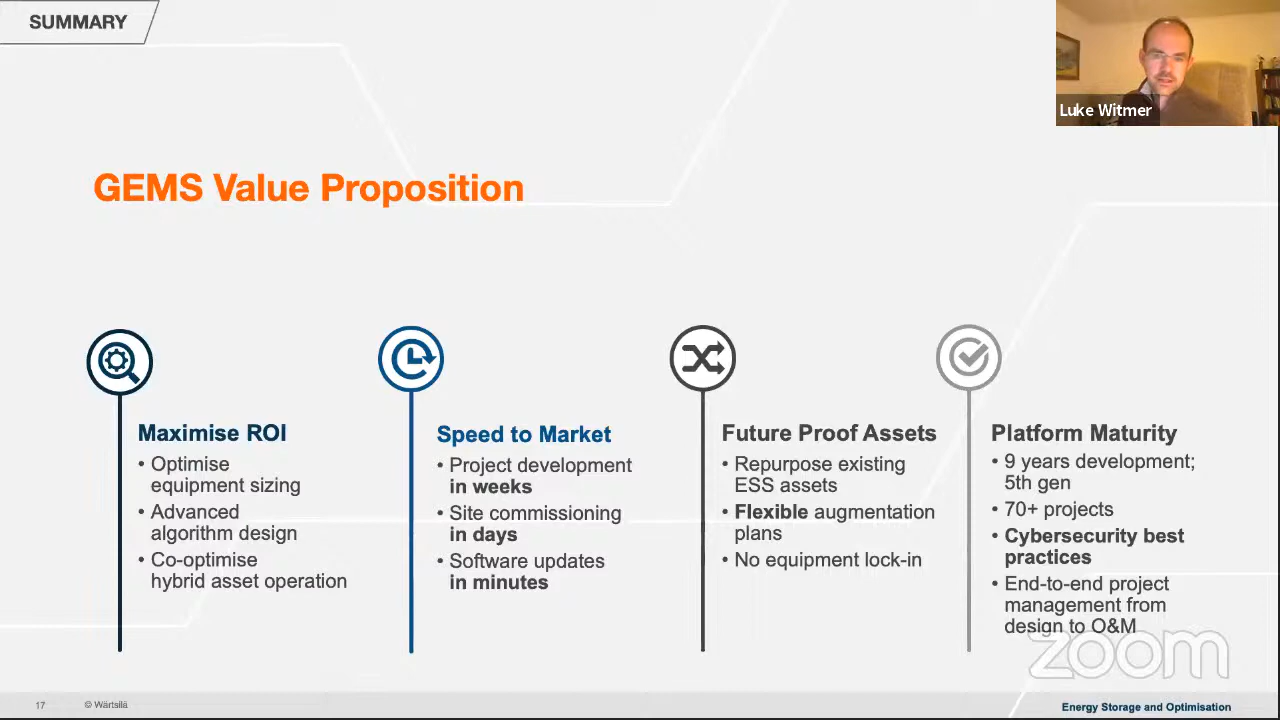 SUMMARY
Luke Witmer
GEMS Value Proposition
Maximise ROI
• Optimise
equipment sizing
• Advanced
algorithm design
• Co-optimise
hybrid asset operation
Speed to Market
• Project development
in weeks
• Site commissioning
in days
• Software updates
in minutes
Future Proof Assets
• Repurpose existing
ESS assets
• Flexible augmentation
plans
• No equipment lock-in
Platform Maturity
• 9 years development;
5th gen
• 70+ projects
• Cybersecurity best
practices
• End-to-end project
management from
design to O&M
zoom
17
© Wärtsilä
Energy Storage and Optimisation